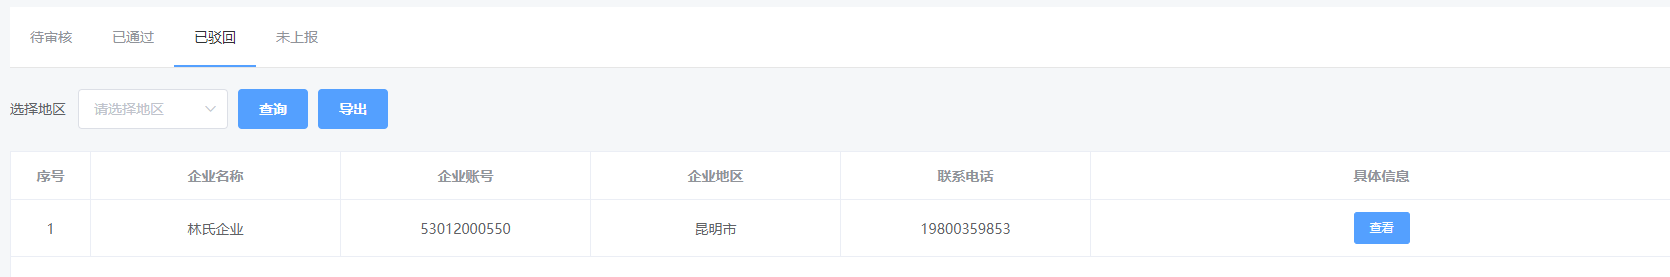 待审核 已通过 已驳回 未上报
选择地区 请选择地区 查询 导出
序号 企业名称 企业账号 企业地区 联系电话 具体信息
1 林氏企业 53012000550 昆明市 19800359853 查看